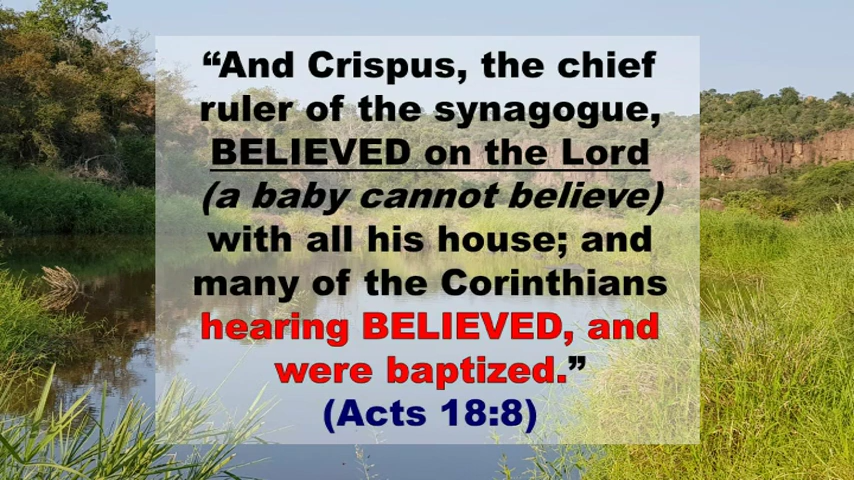 “And Crispus, the chief
ruler of the synagogue,
BELIEVED on the Lord
(a baby cannot believe)
with all his house; and
many of the Corinthians
hearing BELIEVED, and
were baptized.”
(Acts 18:8)